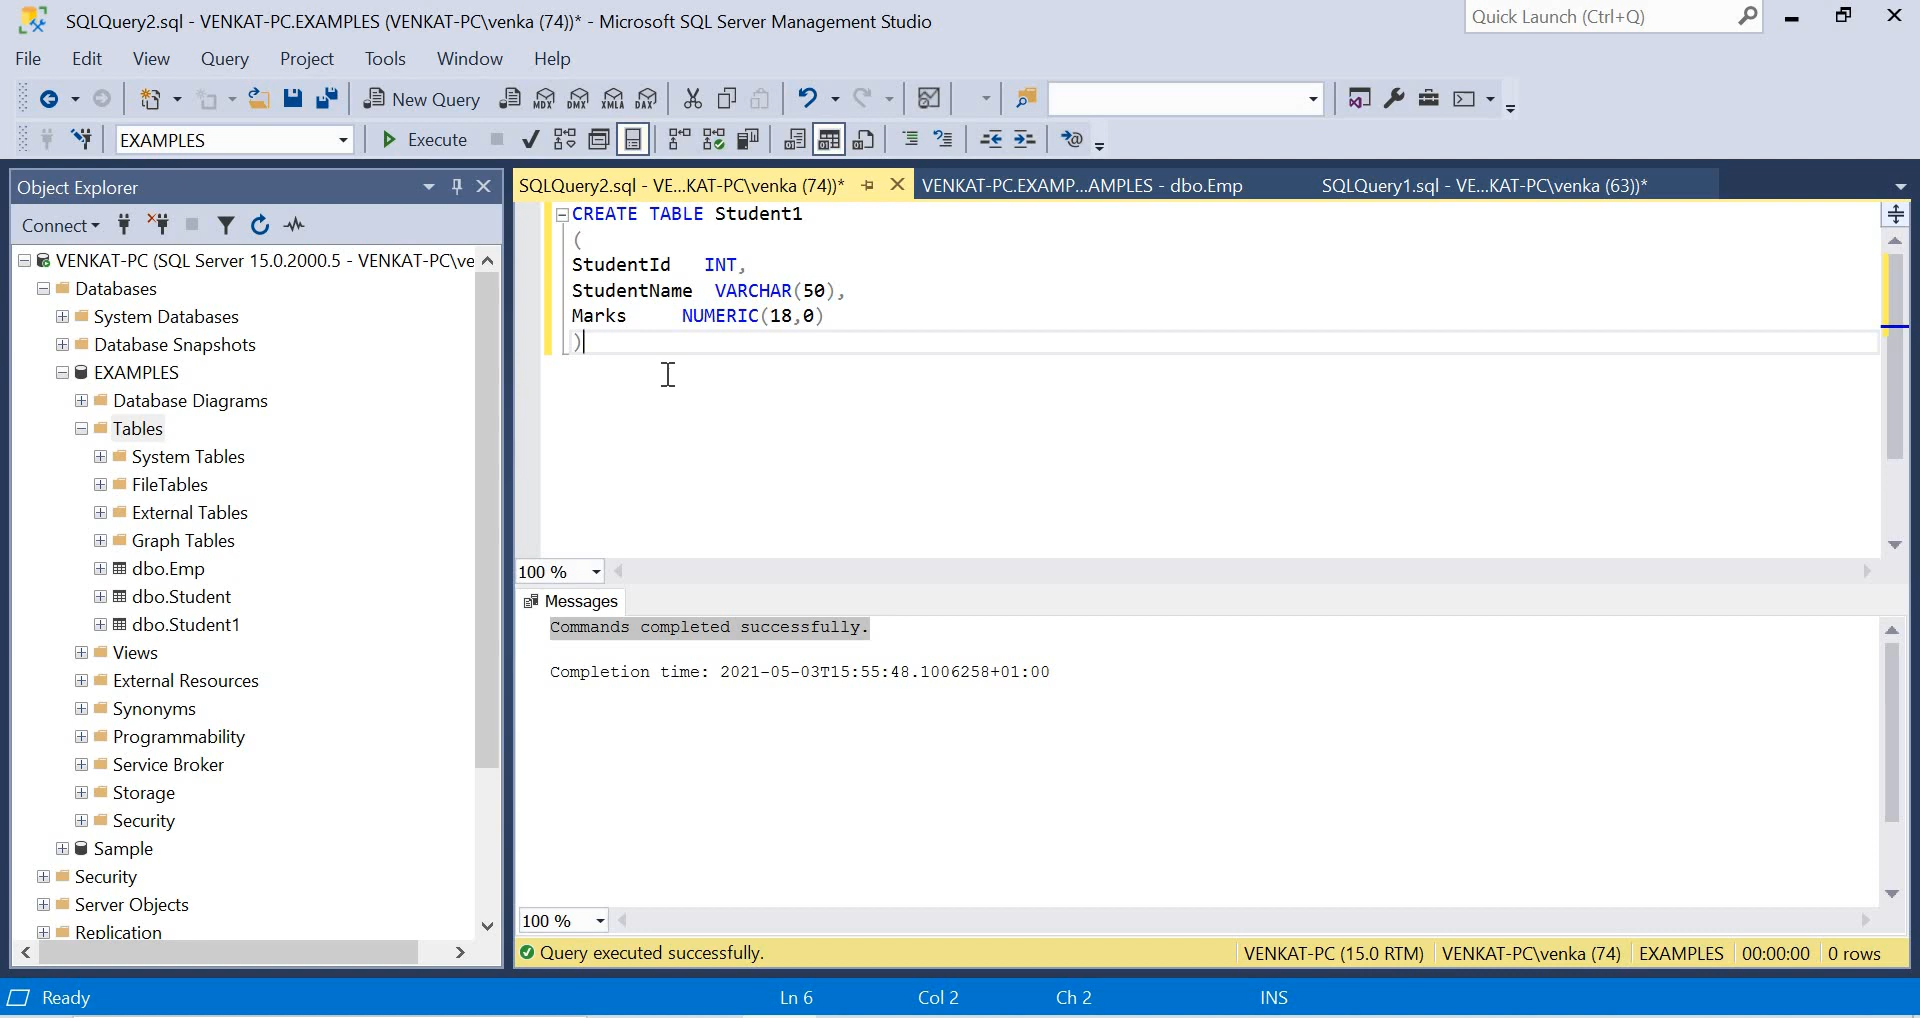 SQLQuery2.sql - VENKAT-PC.EXAMPLES (VENKAT-PC\venka (74))* - Microsoft SQL Server Management Studio
Quick Launch (Ctrl+Q)
File Edit View Query Project Tools Window Help
New Query MDX DMX XMLA DAX
EXAMPLES Execute
Object Explorer
Connect
VENKAT-PC (SQL Server 15.0.2000.5 - VENKAT-PC\ve
Databases
System Databases
Database Snapshots
EXAMPLES
Database Diagrams
Tables
System Tables
FileTables
External Tables
Graph Tables
dbo.Emp
dbo.Student
dbo.Student1
Views
External Resources
Synonyms
Programmability
Service Broker
Storage
Security
Sample
Security
Server Objects
Replication
SQLQuery2.sql - VE...KAT-PC\venka (74))* VENKAT-PC.EXAMP...AMPLES - dbo.Emp SQLQuery1.sql - VE...KAT-PC\venka (63))*
CREATE TABLE Student1
(
StudentId INT,
StudentName VARCHAR(50),
Marks NUMERIC(18,0)
)
100 %
Messages
Commands completed successfully.
Completion time: 2021-05-03T15:55:48.1006258+01:00
100 %
Query executed successfully. VENKAT-PC (15.0 RTM) VENKAT-PC\venka (74) EXAMPLES 00:00:00 0 rows
Ready Ln 6 Col 2 Ch 2 INS